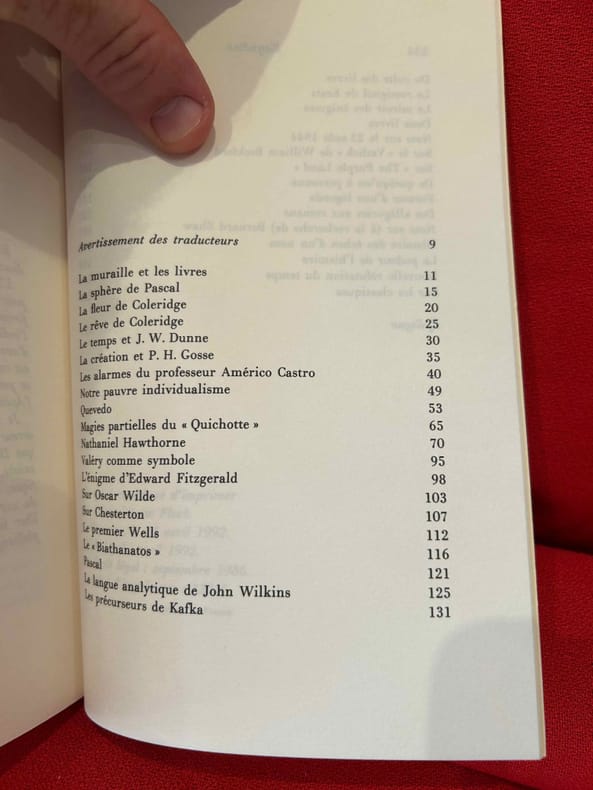 Avertissement des traducteurs 9
La muraille et les livres 11
La sphère de Pascal 15
La fleur de Coleridge 20
Le rêve de Coleridge 25
Le temps et J. W. Dunne 30
La création et P. H. Gosse 35
Les alarmes du professeur Américo Castro 40
Notre pauvre individualisme 49
Quevedo 53
Magies partielles du « Quichotte » 65
Nathaniel Hawthorne 70
Valéry comme symbole 95
L'énigme d'Edward Fitzgerald 98
Sur Oscar Wilde 103
Sur Chesterton 107
Le premier Wells 112
Le « Biathanatos » 116
Pascal 121
La langue analytique de John Wilkins 125
Les précurseurs de Kafka 131